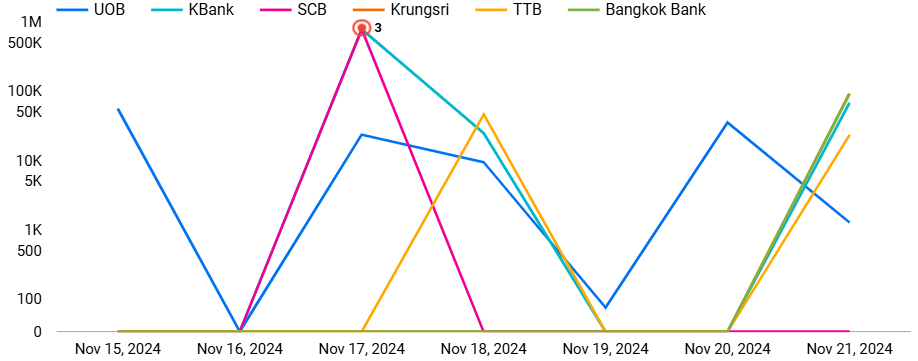 UOB KBank SCB Krungsri TTB Bangkok Bank
1M
3
500K
100K
50K
10K
5K
1K
500
100
0
Nov 15, 2024 Nov 16, 2024 Nov 17, 2024 Nov 18, 2024 Nov 19, 2024 Nov 20, 2024 Nov 21, 2024